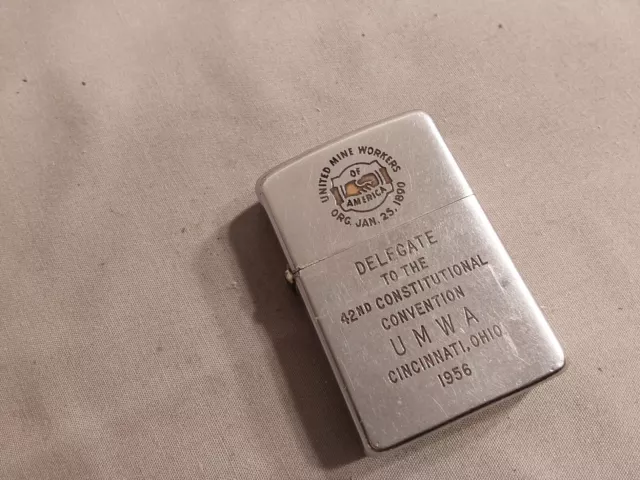 UNITED MINE WORKERS
OF
AMERICA
ORG. JAN. 25, 1890
DELEGATE
TO THE
42ND CONSTITUTIONAL
CONVENTION
U M W A
CINCINNATI, OHIO
1956